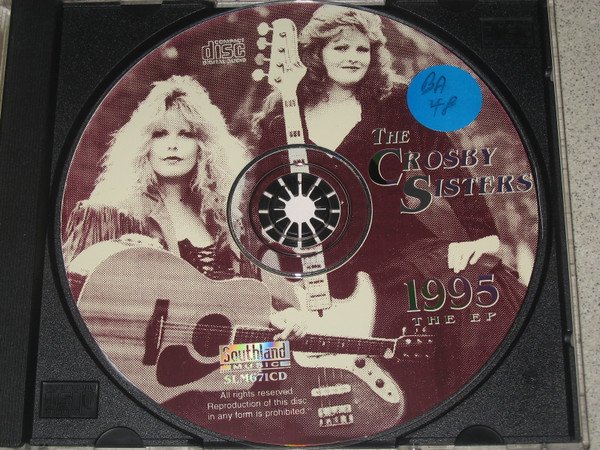 COMPACT
disc
DIGITAL AUDIO
BA
48
THE
CROSBY
SISTERS
1995
THE EP
Southland
MUSIC
SLM671CD
All rights reserved
Reproduction of this disc
in any form is prohibited.